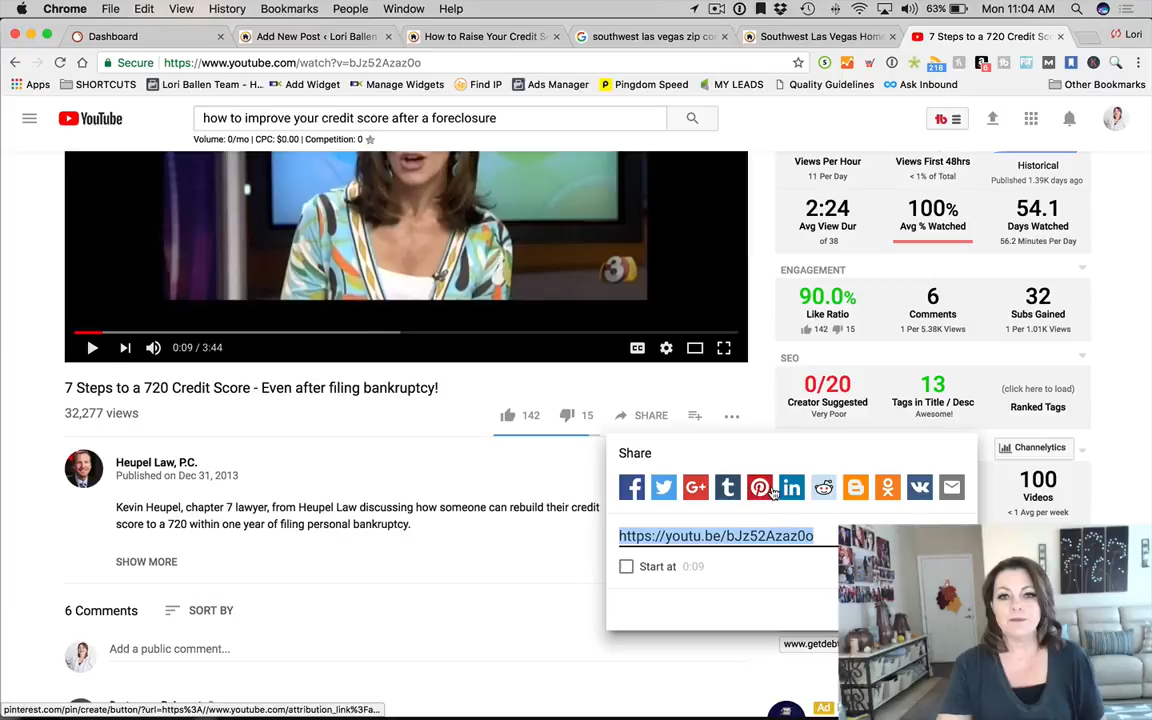 Chrome File Edit View History Bookmarks People Window Help 63% Mon 11:04 AM
Dashboard Add New Post ‹ Lori Ballen How to Raise Your Credit S southwest las vegas zip co Southwest Las Vegas Home 7 Steps to a 720 Credit Sc Lori
Secure https://www.youtube.com/watch?v=bJz52Azaz0o
Apps SHORTCUTS Lori Ballen Team - H... Add Widget Manage Widgets Find IP Ads Manager Pingdom Speed MY LEADS Quality Guidelines Ask Inbound Other Bookmarks
YouTube how to improve your credit score after a foreclosure
Volume: 0/mo | CPC: $0.00 | Competition: 0
Views Per Hour Views First 48hrs Historical
11 Per Day < 1% of Total Published 1.39K days ago
2:24 100% 54.1
Avg View Dur Avg % Watched Days Watched
of 38 56.2 Minutes Per Day
3
ENGAGEMENT
90.0% 6 32
Like Ratio Comments Subs Gained
142 15 1 Per 5.38K Views 1 Per 1.01K Views
0:09 / 3:44 CC
SEO
0/20 13 (click here to load)
Creator Suggested Tags in Title / Desc Ranked Tags
Very Poor Awesome!
7 Steps to a 720 Credit Score - Even after filing bankruptcy!
32,277 views 142 15 SHARE
Channelytics
100
Videos
< 1 Avg per week
Share
Heupel Law, P.C.
Published on Dec 31, 2013
Kevin Heupel, chapter 7 lawyer, from Heupel Law discussing how someone can rebuild their credit
score to a 720 within one year of filing personal bankruptcy.
https://youtu.be/bJz52Azaz0o
Start at 0:09
SHOW MORE
6 Comments SORT BY
www.getdebt
Add a public comment...
Ad
pinterest.com/pin/create/button/?url=https%3A//www.youtube.com/attribution_link%3Fa...